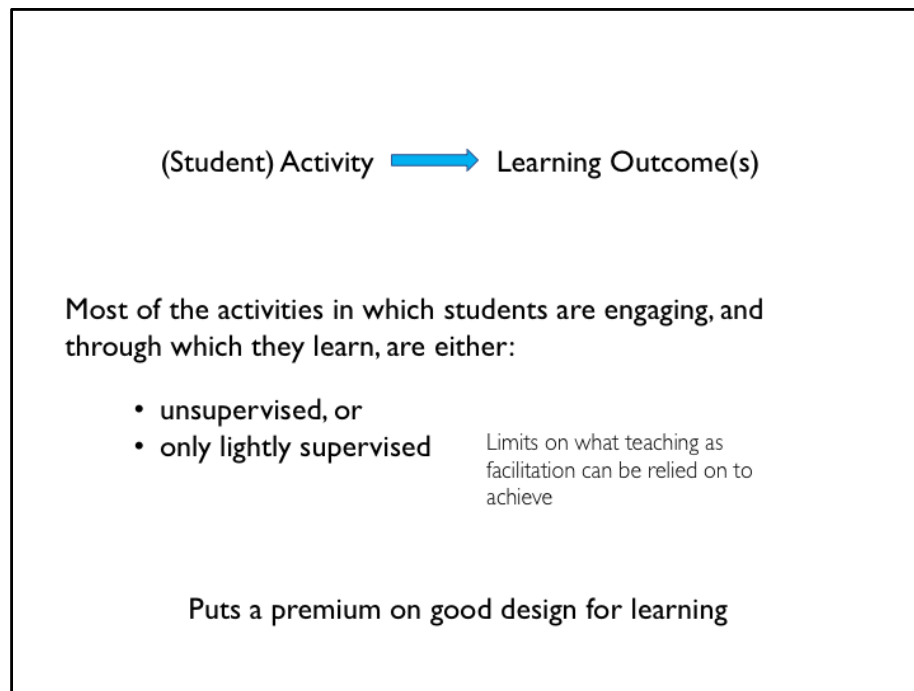 (Student) Activity Learning Outcome(s)
Most of the activities in which students are engaging, and
through which they learn, are either:
• unsupervised, or
• only lightly supervised
Limits on what teaching as
facilitation can be relied on to
achieve
Puts a premium on good design for learning